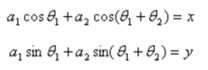 a₁ cos θ₁ + a₂ cos(θ₁ + θ₂) = x
a₁ sin θ₁ + a₂ sin(θ₁ + θ₂) = y